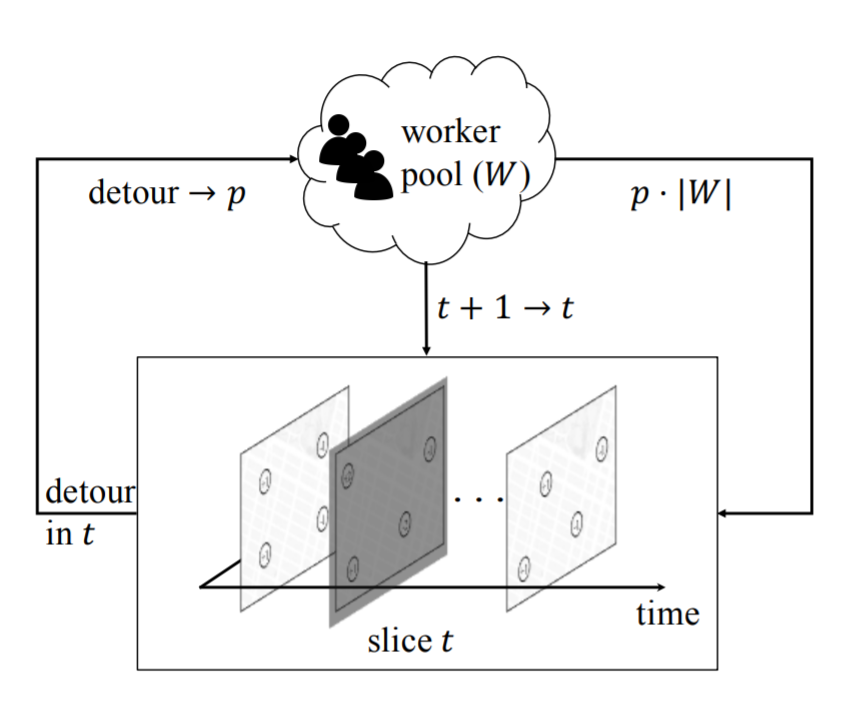 worker
pool (𝑊)
detour → 𝑝
𝑝 · |𝑊|
𝑡 + 1 → 𝑡
detour
in 𝑡
. . .
time
slice 𝑡